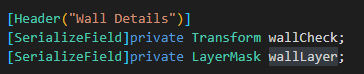 [Header("Wall Details")]
[SerializeField]private Transform wallCheck;
[SerializeField]private LayerMask wallLayer;